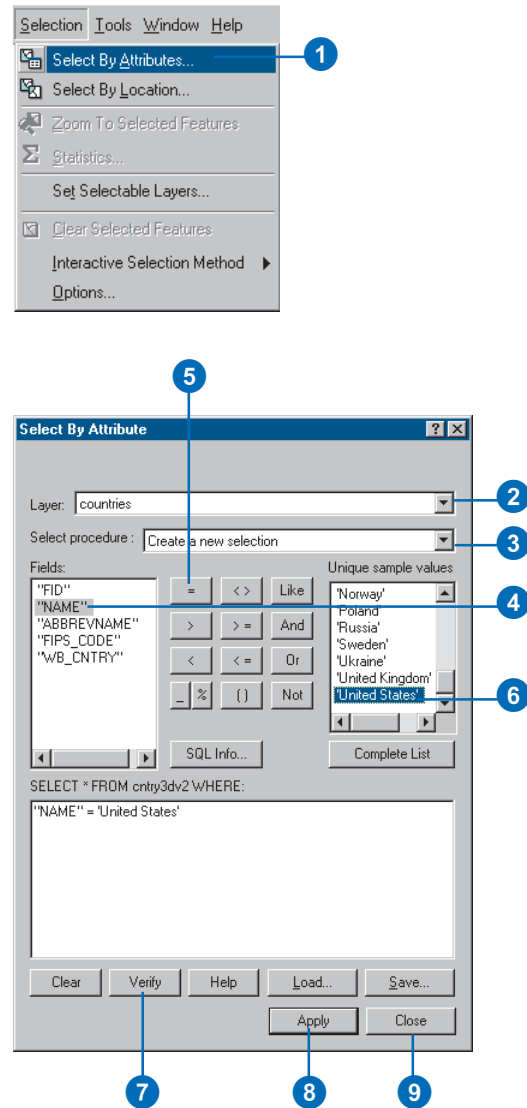 Selection Tools Window Help
Select By Attributes... 1
Select By Location...
Zoom To Selected Features
Σ Statistics...
Set Selectable Layers...
Clear Selected Features
Interactive Selection Method
Options...
5
Select By Attribute ? ×
Layer: countries 2
Select procedure : Create a new selection 3
Fields: Unique sample values
"FID" = < > Like 'Norway'
"NAME" 'Poland' 4
"ABBREVNAME" > > = And 'Russia'
"FIPS_CODE" 'Sweden'
"WB_CNTRY" < < = Or 'Ukraine'
'United Kingdom'
_ % ( ) Not 'United States' 6
SQL Info... Complete List
SELECT * FROM cntry3dv2 WHERE:
"NAME" = 'United States'
Clear Verify Help Load... Save...
Apply Close
7 8 9